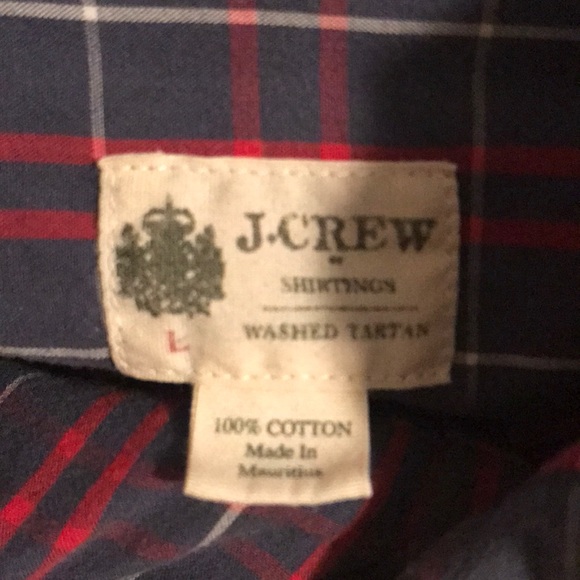 J.CREW
SHIRTINGS
WASHED TARTAN
L
100% COTTON
Made In
Mauritius